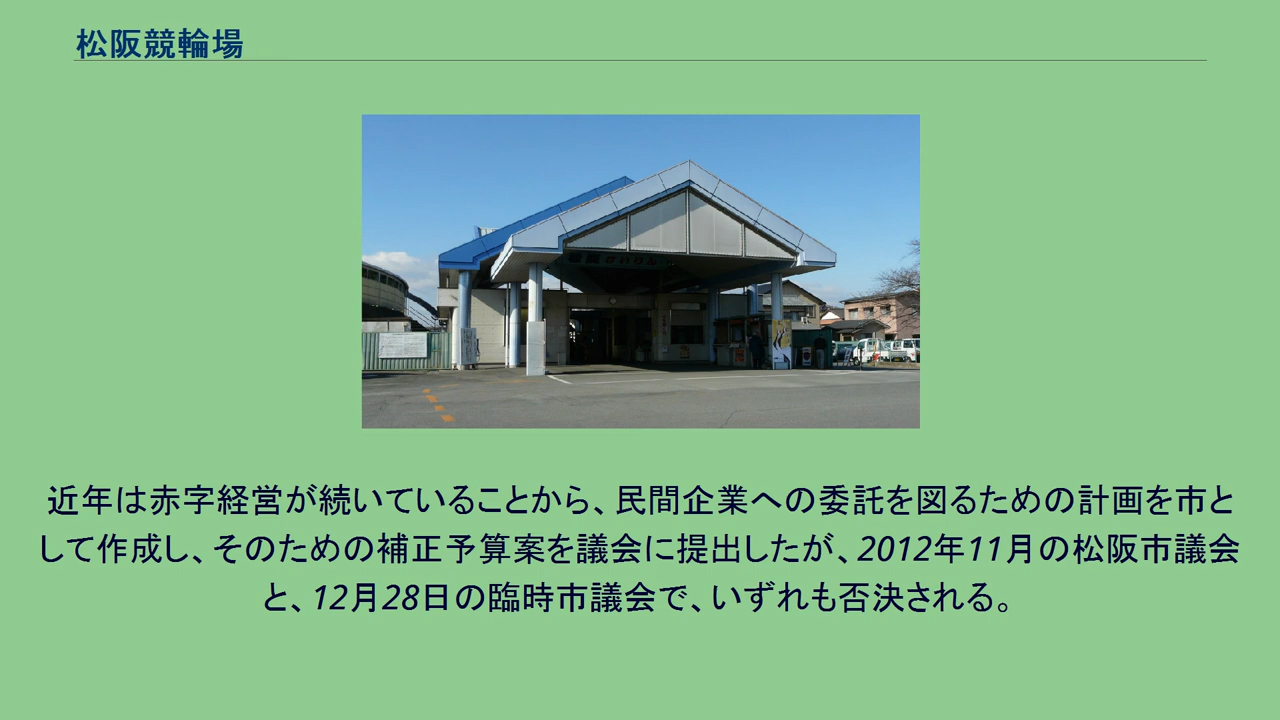 松阪競輪場
近年は赤字経営が続いていることから、民間企業への委託を図るための計画を市と
して作成し、そのための補正予算案を議会に提出したが、2012年11月の松阪市議会
と、12月28日の臨時市議会で、いずれも否決される。